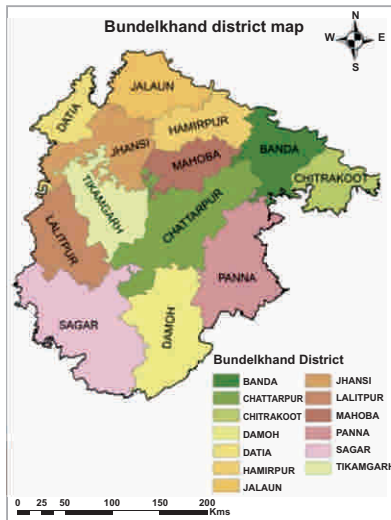 Bundelkhand district map
N
W E
S
JALAUN
DATIA
JHANSI
HAMIRPUR
MAHOBA
BANDA
CHITRAKOOT
TIKAMGARH
CHATTARPUR
LALITPUR
PANNA
SAGAR
DAMOH
Bundelkhand District
BANDA
CHATTARPUR
CHITRAKOOT
DAMOH
DATIA
HAMIRPUR
JALAUN
JHANSI
LALITPUR
MAHOBA
PANNA
SAGAR
TIKAMGARH
0 25 50 100 150 200
Kms